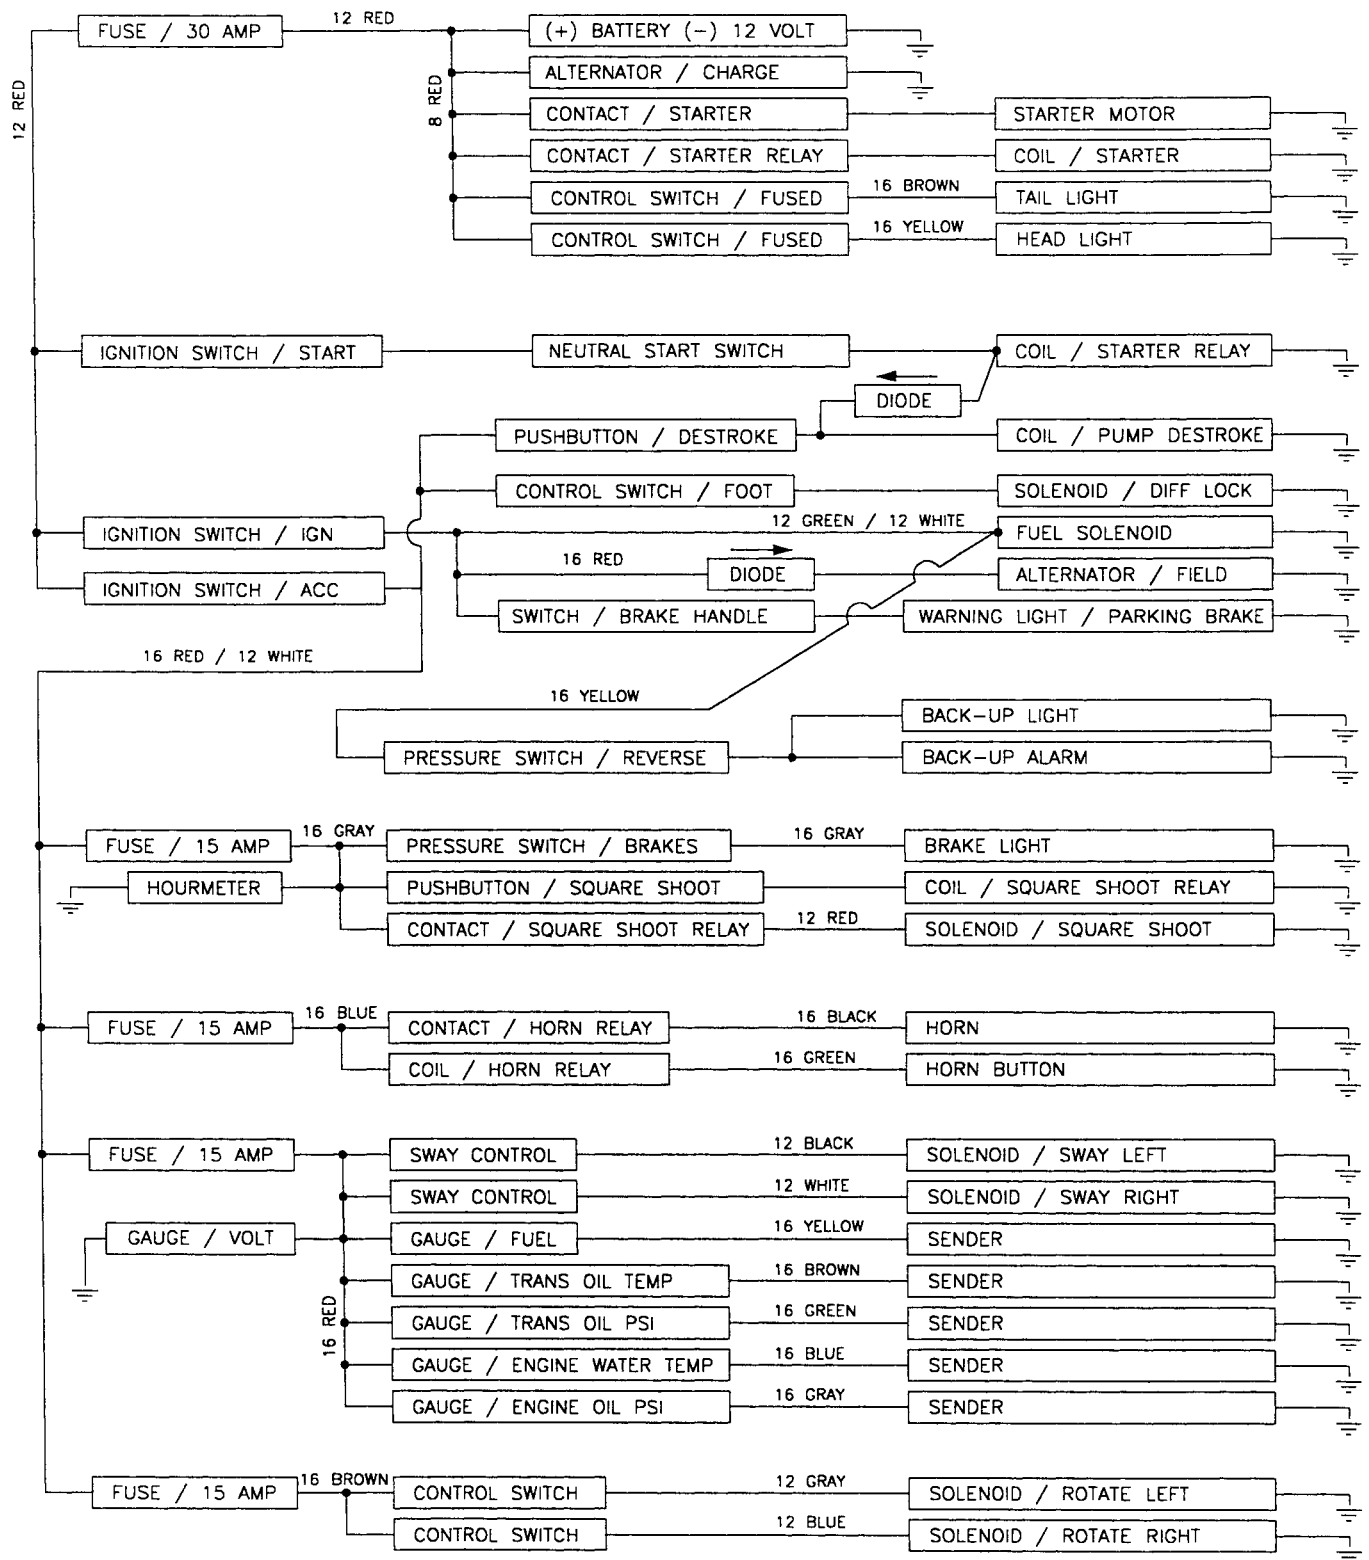 12 RED
FUSE / 30 AMP
(+) BATTERY (-) 12 VOLT
ALTERNATOR / CHARGE
12 RED
8 RED
CONTACT / STARTER
STARTER MOTOR
CONTACT / STARTER RELAY
COIL / STARTER
CONTROL SWITCH / FUSED
16 BROWN
TAIL LIGHT
CONTROL SWITCH / FUSED
16 YELLOW
HEAD LIGHT
IGNITION SWITCH / START
NEUTRAL START SWITCH
COIL / STARTER RELAY
DIODE
PUSHBUTTON / DESTROKE
COIL / PUMP DESTROKE
CONTROL SWITCH / FOOT
SOLENOID / DIFF LOCK
IGNITION SWITCH / IGN
12 GREEN / 12 WHITE
FUEL SOLENOID
16 RED
DIODE
ALTERNATOR / FIELD
IGNITION SWITCH / ACC
SWITCH / BRAKE HANDLE
WARNING LIGHT / PARKING BRAKE
16 RED / 12 WHITE
16 YELLOW
BACK-UP LIGHT
PRESSURE SWITCH / REVERSE
BACK-UP ALARM
FUSE / 15 AMP
16 GRAY
PRESSURE SWITCH / BRAKES
16 GRAY
BRAKE LIGHT
HOURMETER
PUSHBUTTON / SQUARE SHOOT
COIL / SQUARE SHOOT RELAY
CONTACT / SQUARE SHOOT RELAY
12 RED
SOLENOID / SQUARE SHOOT
FUSE / 15 AMP
16 BLUE
CONTACT / HORN RELAY
16 BLACK
HORN
COIL / HORN RELAY
16 GREEN
HORN BUTTON
FUSE / 15 AMP
SWAY CONTROL
12 BLACK
SOLENOID / SWAY LEFT
SWAY CONTROL
12 WHITE
SOLENOID / SWAY RIGHT
GAUGE / VOLT
GAUGE / FUEL
16 YELLOW
SENDER
GAUGE / TRANS OIL TEMP
16 BROWN
SENDER
16 RED
GAUGE / TRANS OIL PSI
16 GREEN
SENDER
GAUGE / ENGINE WATER TEMP
16 BLUE
SENDER
GAUGE / ENGINE OIL PSI
16 GRAY
SENDER
FUSE / 15 AMP
16 BROWN
CONTROL SWITCH
12 GRAY
SOLENOID / ROTATE LEFT
CONTROL SWITCH
12 BLUE
SOLENOID / ROTATE RIGHT